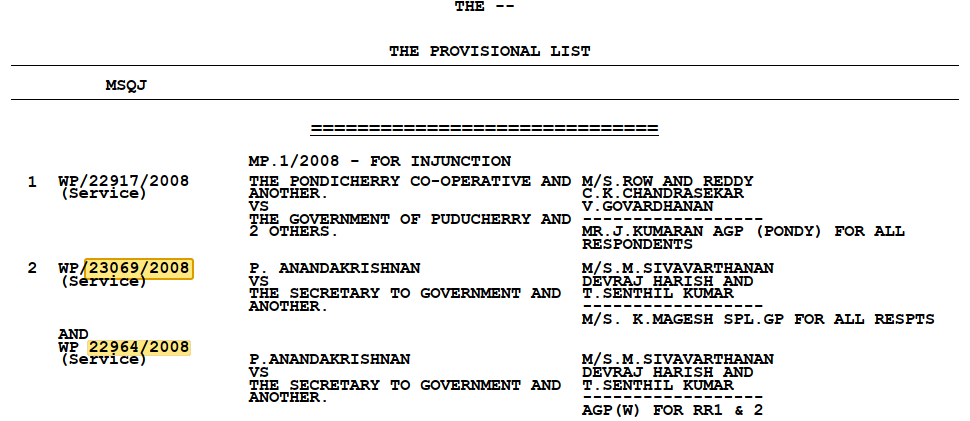 THE --
THE PROVISIONAL LIST
MSQJ
==============================
MP.1/2008 - FOR INJUNCTION
1 WP/22917/2008 THE PONDICHERRY CO-OPERATIVE AND M/S.ROW AND REDDY
(Service) ANOTHER. C.K.CHANDRASEKAR
VS V.GOVARDHANAN
THE GOVERNMENT OF PUDUCHERRY AND ------------------
2 OTHERS. MR.J.KUMARAN AGP (PONDY) FOR ALL
RESPONDENTS
2 WP/23069/2008 P. ANANDAKRISHNAN M/S.M.SIVAVARTHANAN
(Service) VS DEVRAJ HARISH AND
THE SECRETARY TO GOVERNMENT AND T.SENTHIL KUMAR
ANOTHER. ------------------
M/S. K.MAGESH SPL.GP FOR ALL RESPTS
AND
WP 22964/2008
(Service) P.ANANDAKRISHNAN M/S.M.SIVAVARTHANAN
VS DEVRAJ HARISH AND
THE SECRETARY TO GOVERNMENT AND T.SENTHIL KUMAR
ANOTHER. ------------------
AGP(W) FOR RR1 & 2